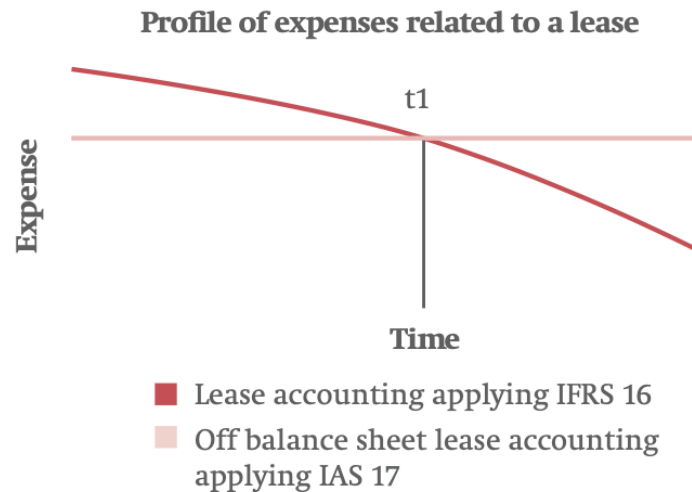 Profile of expenses related to a lease
t1
Expense
Time
Lease accounting applying IFRS 16
Off balance sheet lease accounting
applying IAS 17